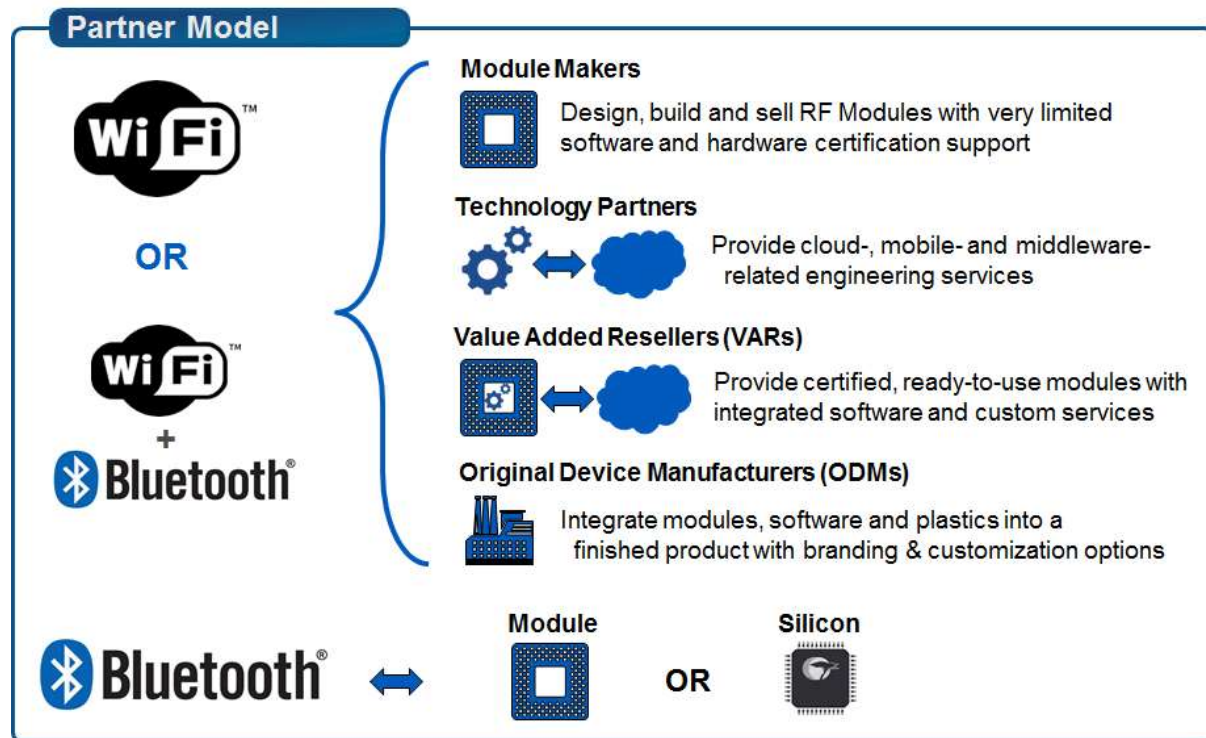 Partner Model
WiFi™
OR
WiFi™
+
Bluetooth®
Module Makers
Design, build and sell RF Modules with very limited
software and hardware certification support
Technology Partners
Provide cloud-, mobile- and middleware-
related engineering services
Value Added Resellers (VARs)
Provide certified, ready-to-use modules with
integrated software and custom services
Original Device Manufacturers (ODMs)
Integrate modules, software and plastics into a
finished product with branding & customization options
Bluetooth®
Module
OR
Silicon